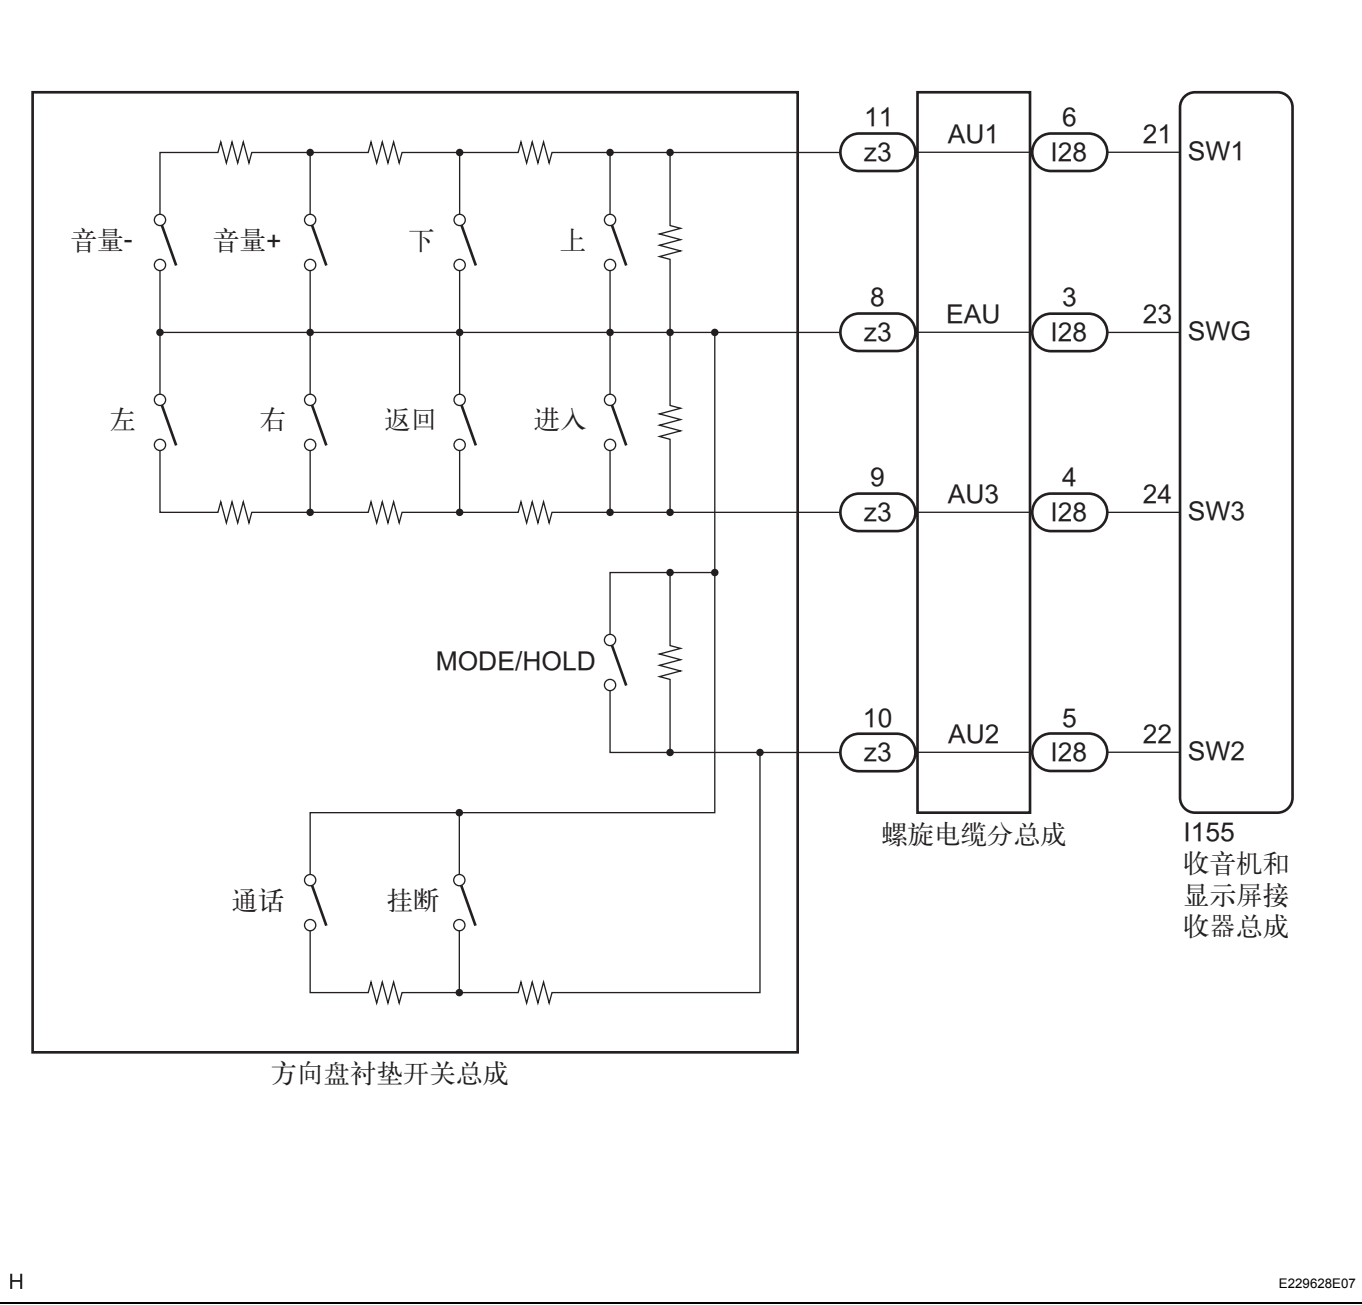 11
AU1
6
21
z3
I28
SW1
音量-
音量+
下
上
8
EAU
3
23
z3
I28
SWG
左
右
返回
进入
9
AU3
4
24
z3
I28
SW3
MODE/HOLD
10
AU2
5
22
z3
I28
SW2
螺旋电缆分总成
I155
收音机和
显示屏接
收器总成
通话
挂断
方向盘衬垫开关总成
H
E229628E07